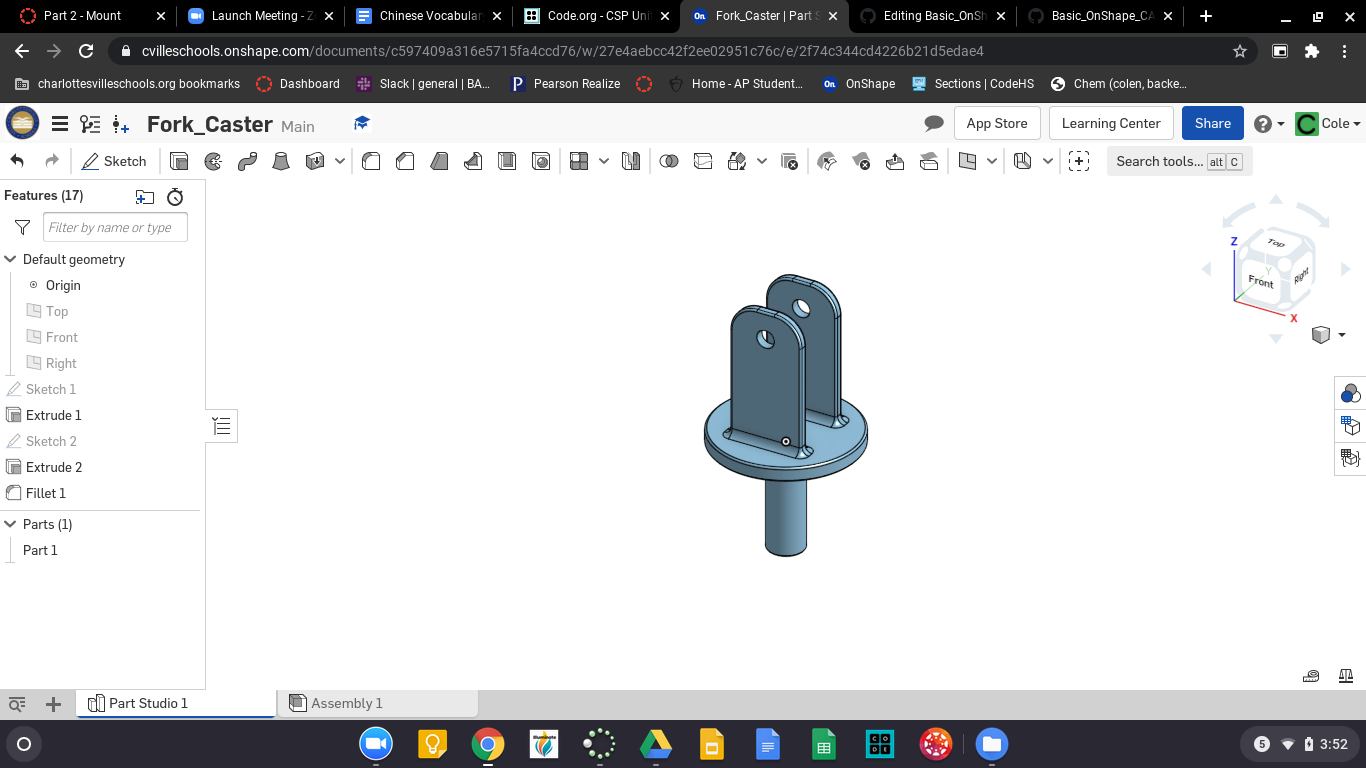 Part 2 - Mount
Launch Meeting - Z
Chinese Vocabular
Code.org - CSP Uni
Fork_Caster | Part S
Editing Basic_OnSh
Basic_OnShape_CA
cvilleschools.onshape.com/documents/c597409a316e5715fa4ccd76/w/27e4aebcc42f2ee02951c76c/e/2f74c344cd4226b21d5edae4
charlottesvilleschools.org bookmarks
Dashboard
Slack | general | BA...
Pearson Realize
Home - AP Student...
OnShape
Sections | CodeHS
Chem (colen, backe...
Fork_Caster Main
App Store
Learning Center
Share
Cole
Sketch
Search tools... alt C
Features (17)
Filter by name or type
Default geometry
Origin
Top
Front
Right
Sketch 1
Extrude 1
Sketch 2
Extrude 2
Fillet 1
Parts (1)
Part 1
Z
Top
Y
Front
Right
X
Part Studio 1
Assembly 1
5
3:52